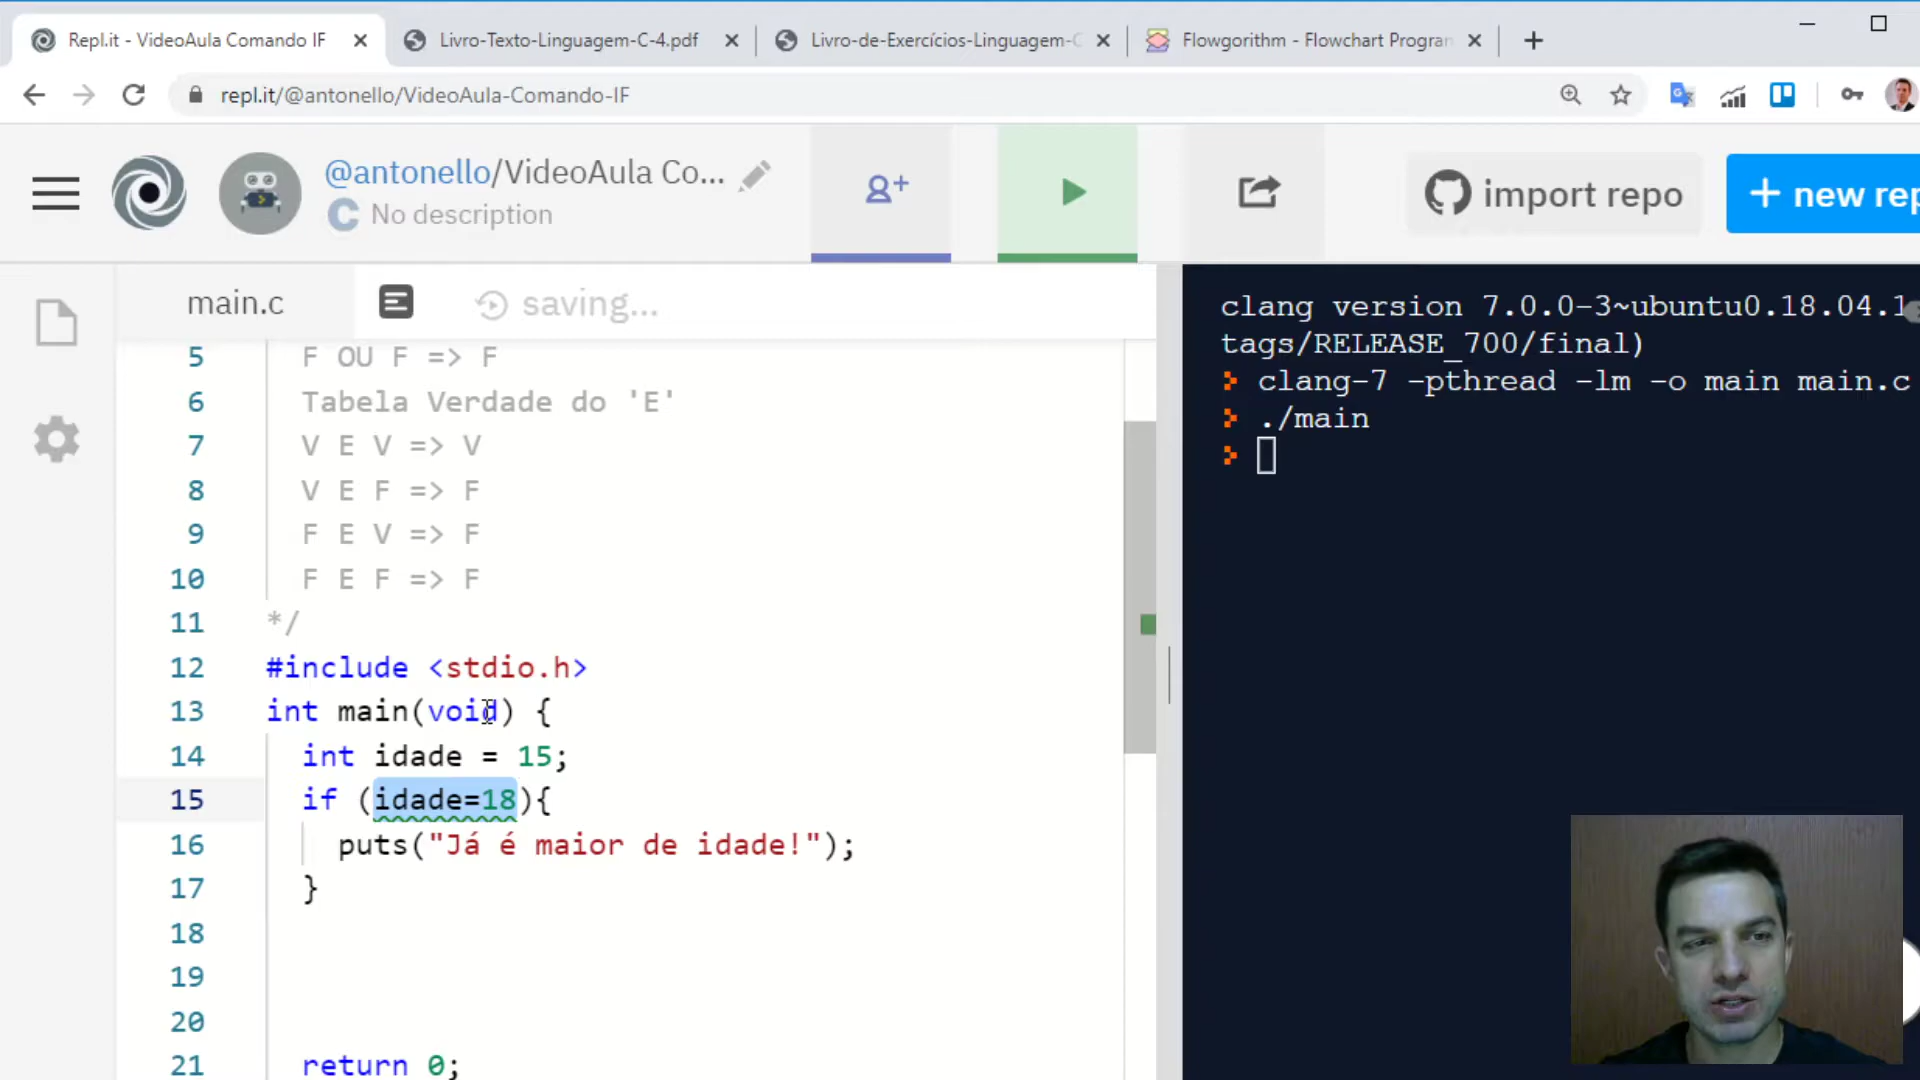 Repl.it - VideoAula Comando IF
Livro-Texto-Linguagem-C-4.pdf
Livro-de-Exercícios-Linguagem-C
Flowgorithm - Flowchart Program
repl.it/@antonello/VideoAula-Comando-IF
@antonello/VideoAula Co...
No description
import repo
+ new rep
main.c
saving...
5 F OU F => F
6 Tabela Verdade do 'E'
7 V E V => V
8 V E F => F
9 F E V => F
10 F E F => F
11 */
12 #include <stdio.h>
13 int main(void) {
14 int idade = 15;
15 if (idade=18){
16 puts("Já é maior de idade!");
17 }
18
19
20
21 return 0;
clang version 7.0.0-3~ubuntu0.18.04.1
tags/RELEASE_700/final)
clang-7 -pthread -lm -o main main.c
./main